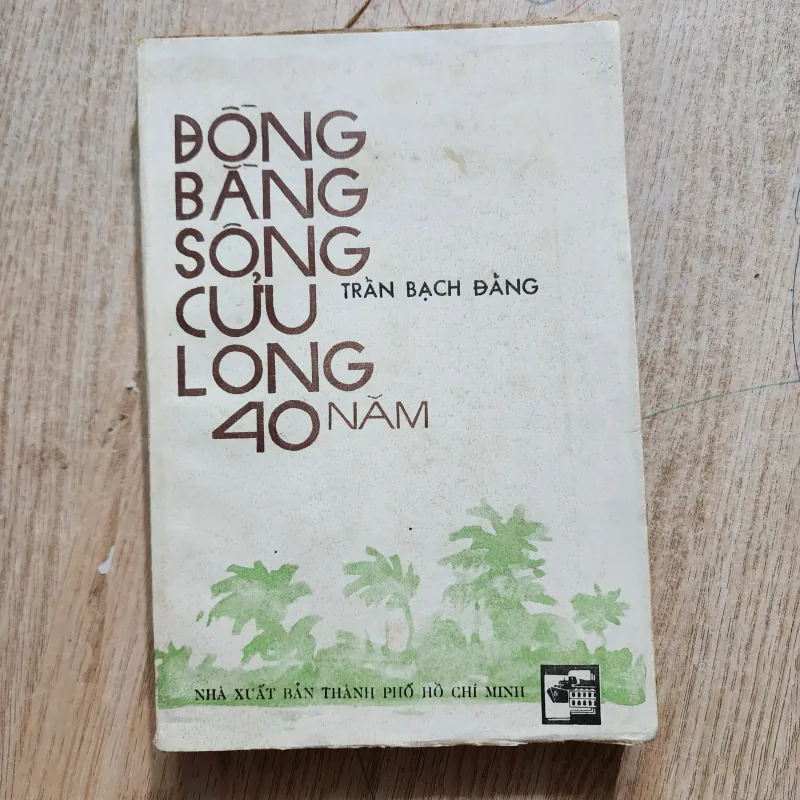 ĐỒNG
BẰNG
SÔNG
CỬU
TRẦN BẠCH ĐẰNG
LONG
40 NĂM
NHÀ XUẤT BẢN THÀNH PHỐ HỒ CHÍ MINH